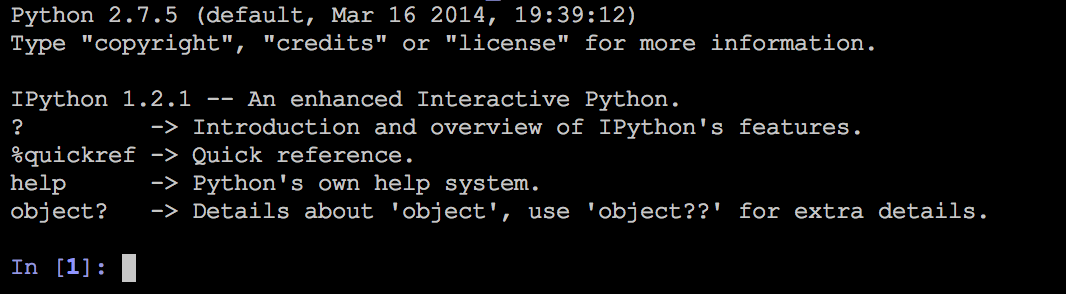 Python 2.7.5 (default, Mar 16 2014, 19:39:12)
Type "copyright", "credits" or "license" for more information.
IPython 1.2.1 -- An enhanced Interactive Python.
?         -> Introduction and overview of IPython's features.
%quickref -> Quick reference.
help      -> Python's own help system.
object?   -> Details about 'object', use 'object??' for extra details.
In [1]: